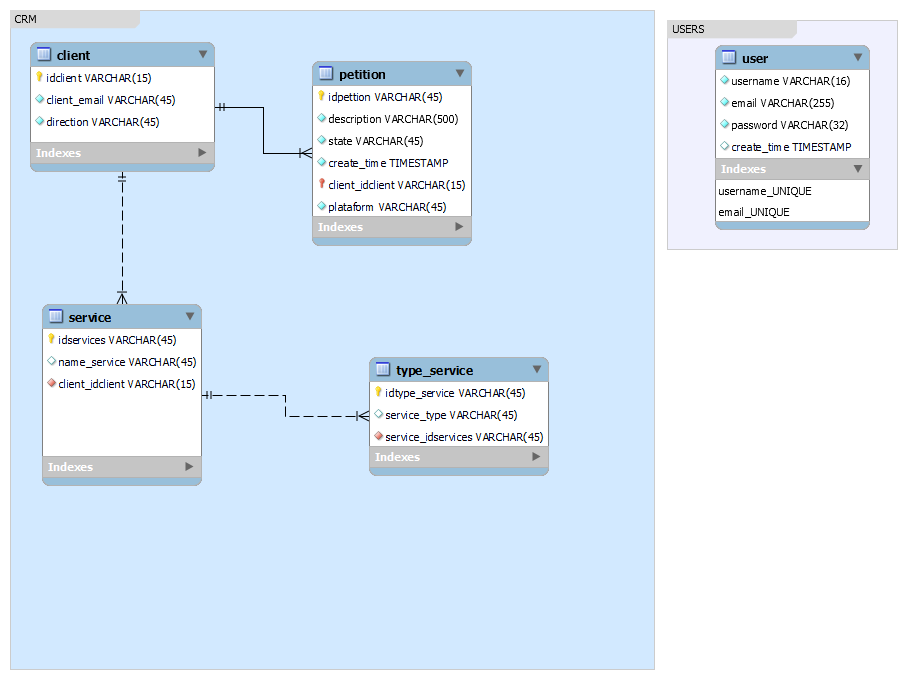 CRM
client
idclient VARCHAR(15)
client_email VARCHAR(45)
direction VARCHAR(45)
Indexes
petition
idpettion VARCHAR(45)
description VARCHAR(500)
state VARCHAR(45)
create_time TIMESTAMP
client_idclient VARCHAR(15)
plataform VARCHAR(45)
Indexes
service
idservices VARCHAR(45)
name_service VARCHAR(45)
client_idclient VARCHAR(15)
Indexes
type_service
idtype_service VARCHAR(45)
service_type VARCHAR(45)
service_idservices VARCHAR(45)
Indexes
USERS
user
username VARCHAR(16)
email VARCHAR(255)
password VARCHAR(32)
create_time TIMESTAMP
Indexes
username_UNIQUE
email_UNIQUE